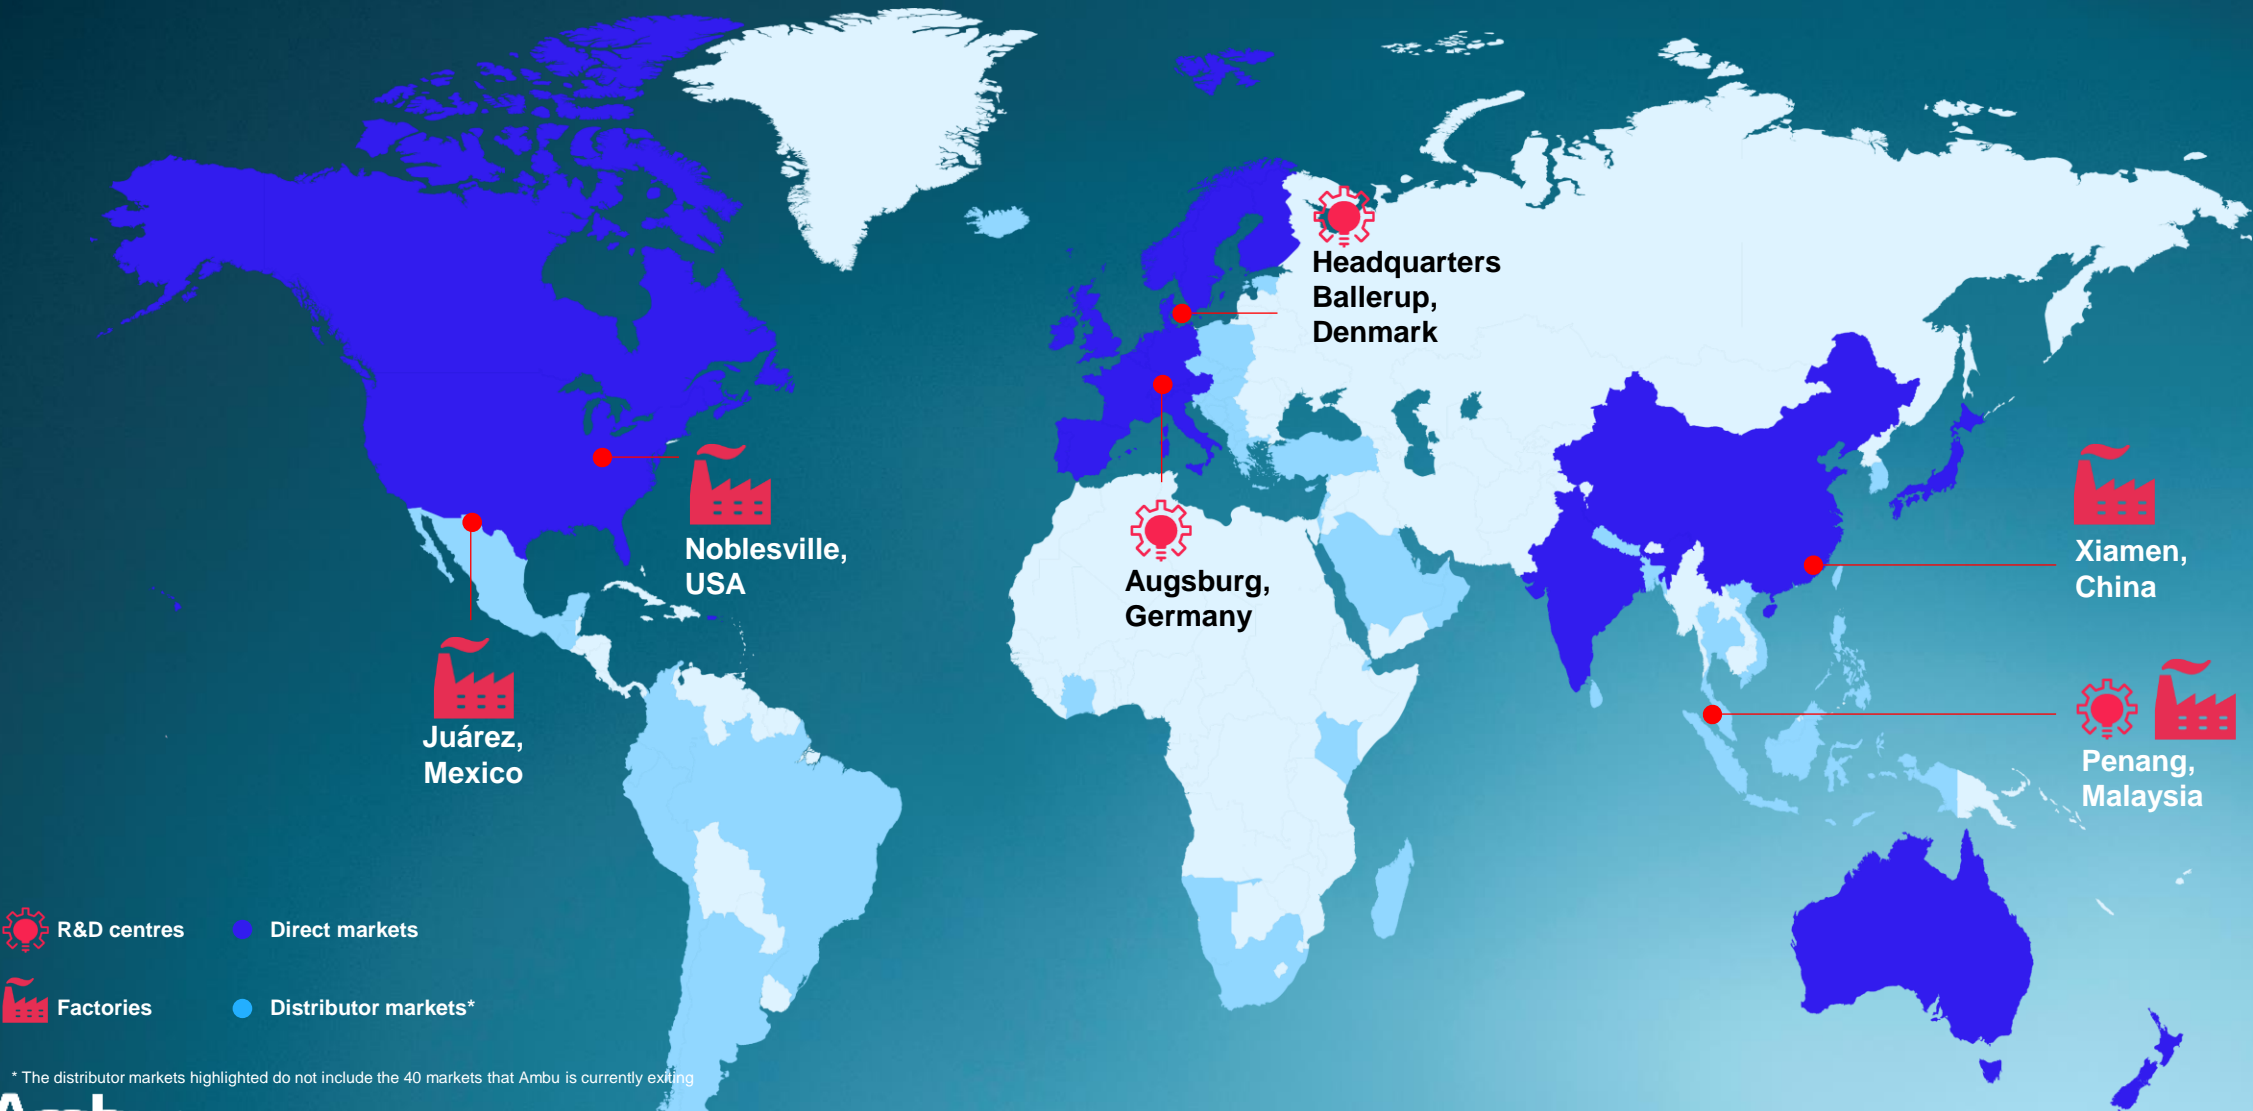 Headquarters
Ballerup,
Denmark
Noblesville,
USA
Augsburg,
Germany
Xiamen,
China
Juárez,
Mexico
Penang,
Malaysia
R&D centres
Direct markets
Factories
Distributor markets*
* The distributor markets highlighted do not include the 40 markets that Ambu is currently exiting